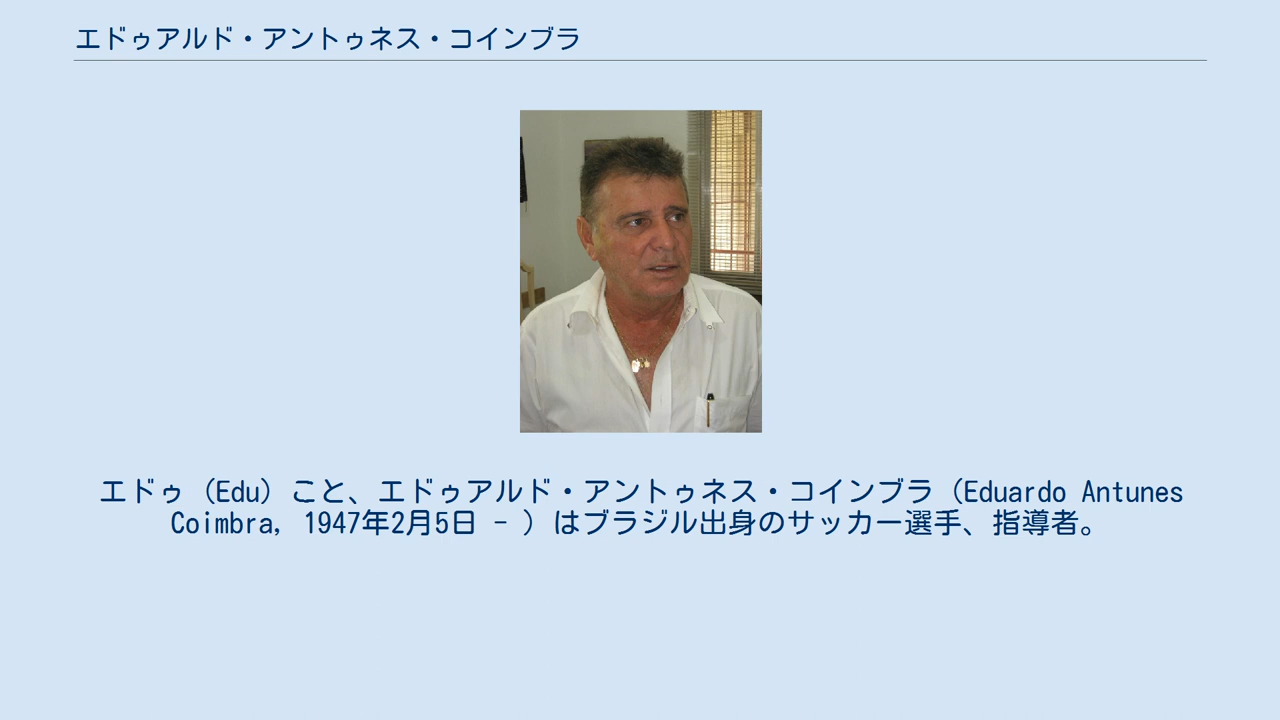 エドゥアルド・アントゥネス・コインブラ
エドゥ（Edu）こと、エドゥアルド・アントゥネス・コインブラ（Eduardo Antunes
Coimbra, 1947年2月5日 - ）はブラジル出身のサッカー選手、指導者。